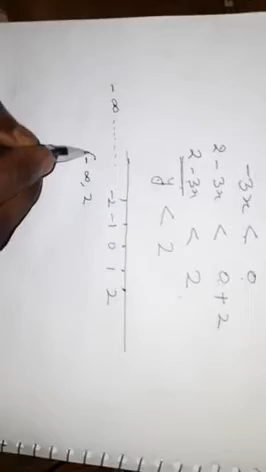 -3x < 0
2 - 3x < 0 + 2
2 - 3x < 2
y < 2
-∞ ....... -2 -1 0 1 2
(-∞, 2